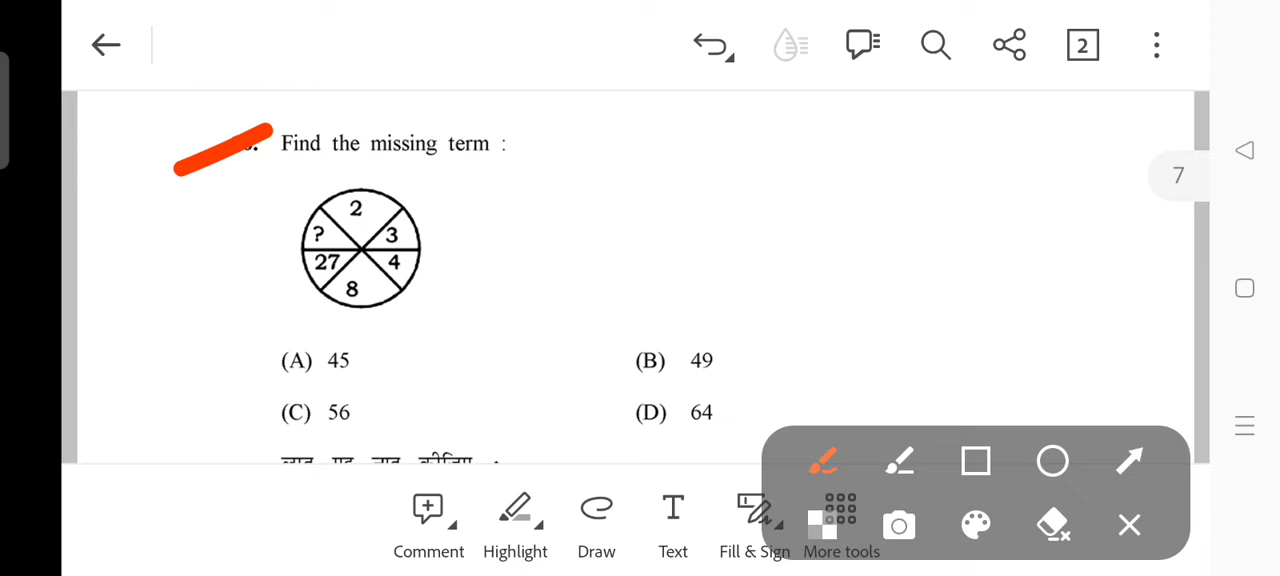 2
7
Find the missing term :
2
? 3
27 4
8
(A) 45 (B) 49
(C) 56 (D) 64
Comment Highlight Draw Text Fill & Sign More tools